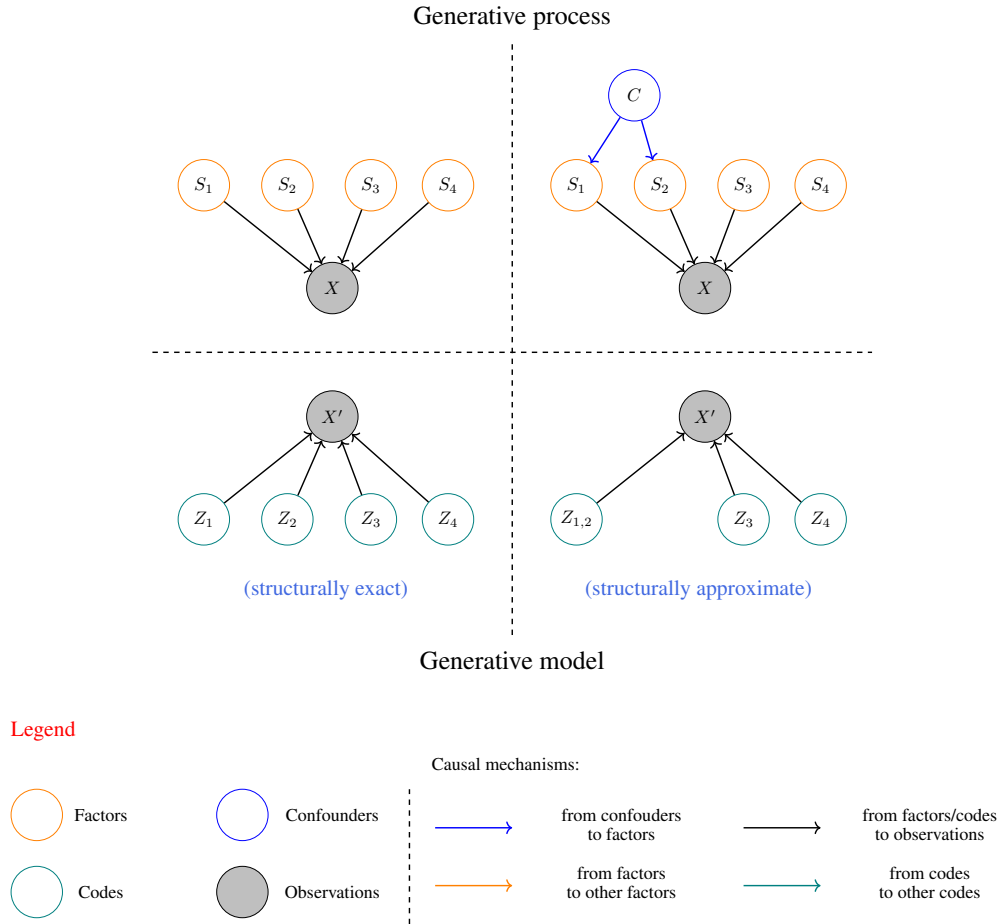 Generative process
C
S₁ S₂ S₃ S₄
S₁ S₂ S₃ S₄
X
X
X′
X′
Z₁ Z₂ Z₃ Z₄
Z₁,₂ Z₃ Z₄
(structurally exact)
(structurally approximate)
Generative model
Legend
Factors
Confounders
Codes
Observations
Causal mechanisms:
from confouders
to factors
from factors/codes
to observations
from factors
to other factors
from codes
to other codes